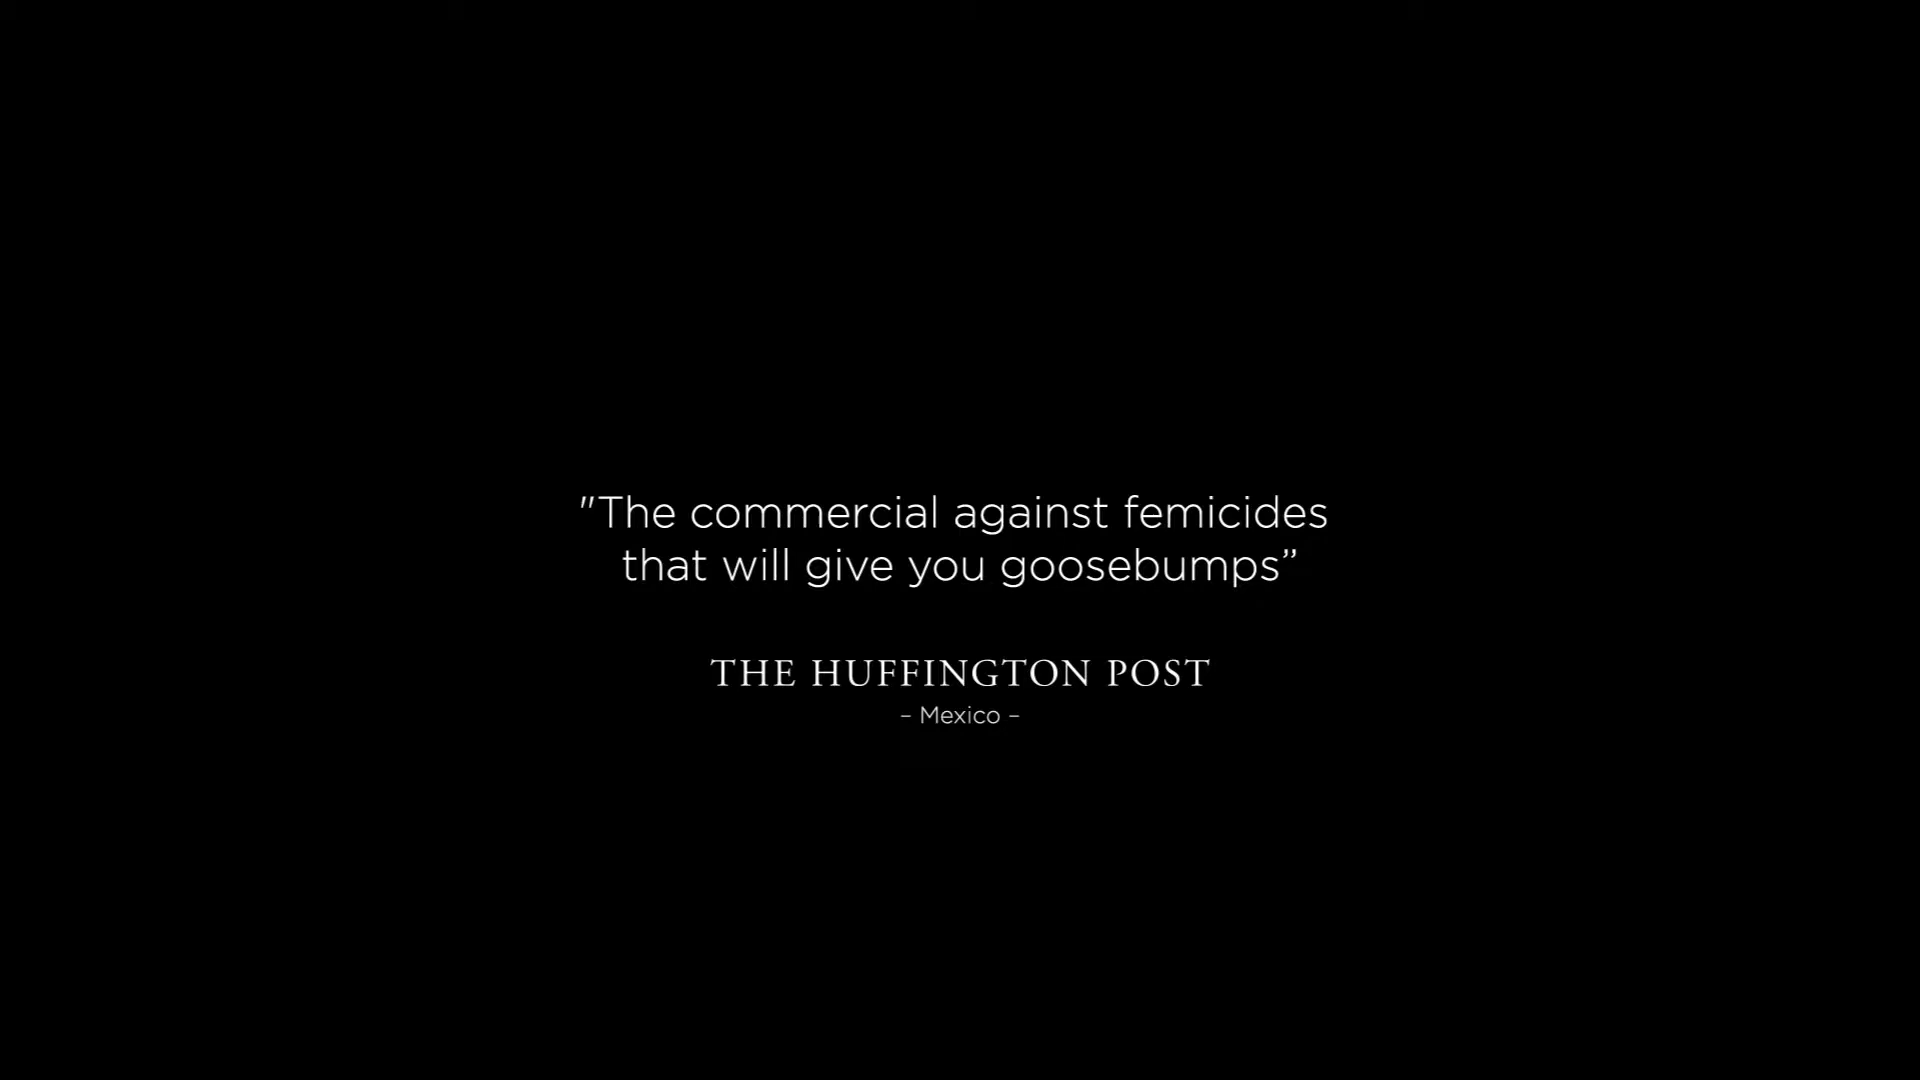 "The commercial against femicides
that will give you goosebumps”
THE HUFFINGTON POST
– Mexico –